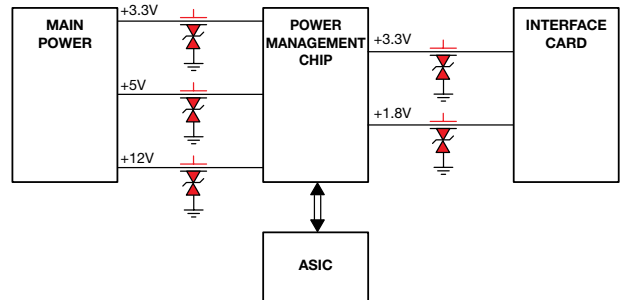 MAIN
POWER
+3.3V
+5V
+12V
POWER
MANAGEMENT
CHIP
+3.3V
+1.8V
INTERFACE
CARD
ASIC